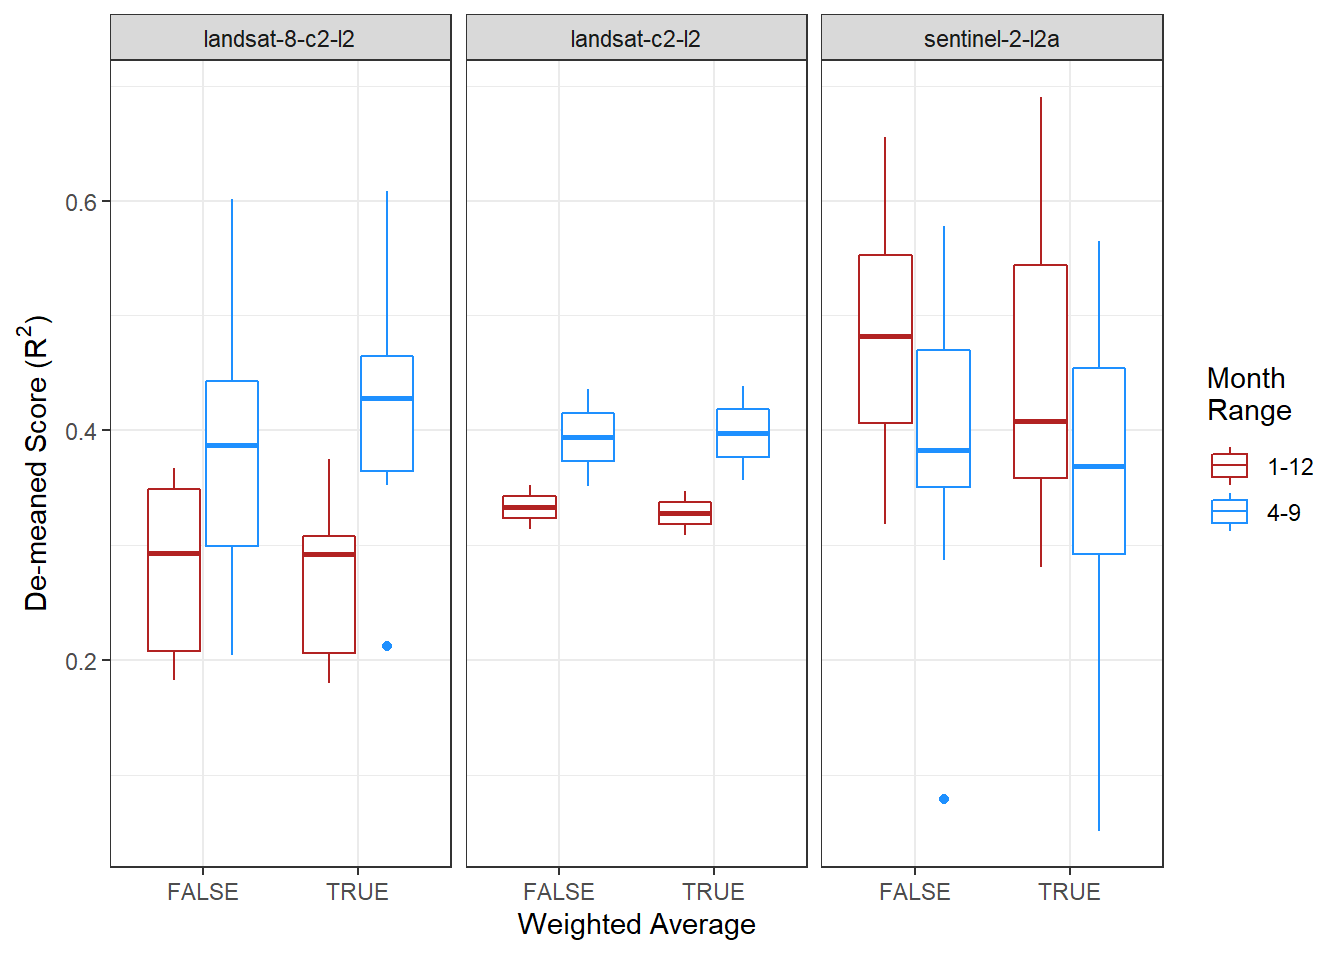 landsat-8-c2-l2
landsat-c2-l2
sentinel-2-l2a
De-meaned Score (R²)
0.6
0.4
0.2
FALSE
TRUE
FALSE
TRUE
FALSE
TRUE
Weighted Average
Month
Range
1-12
4-9